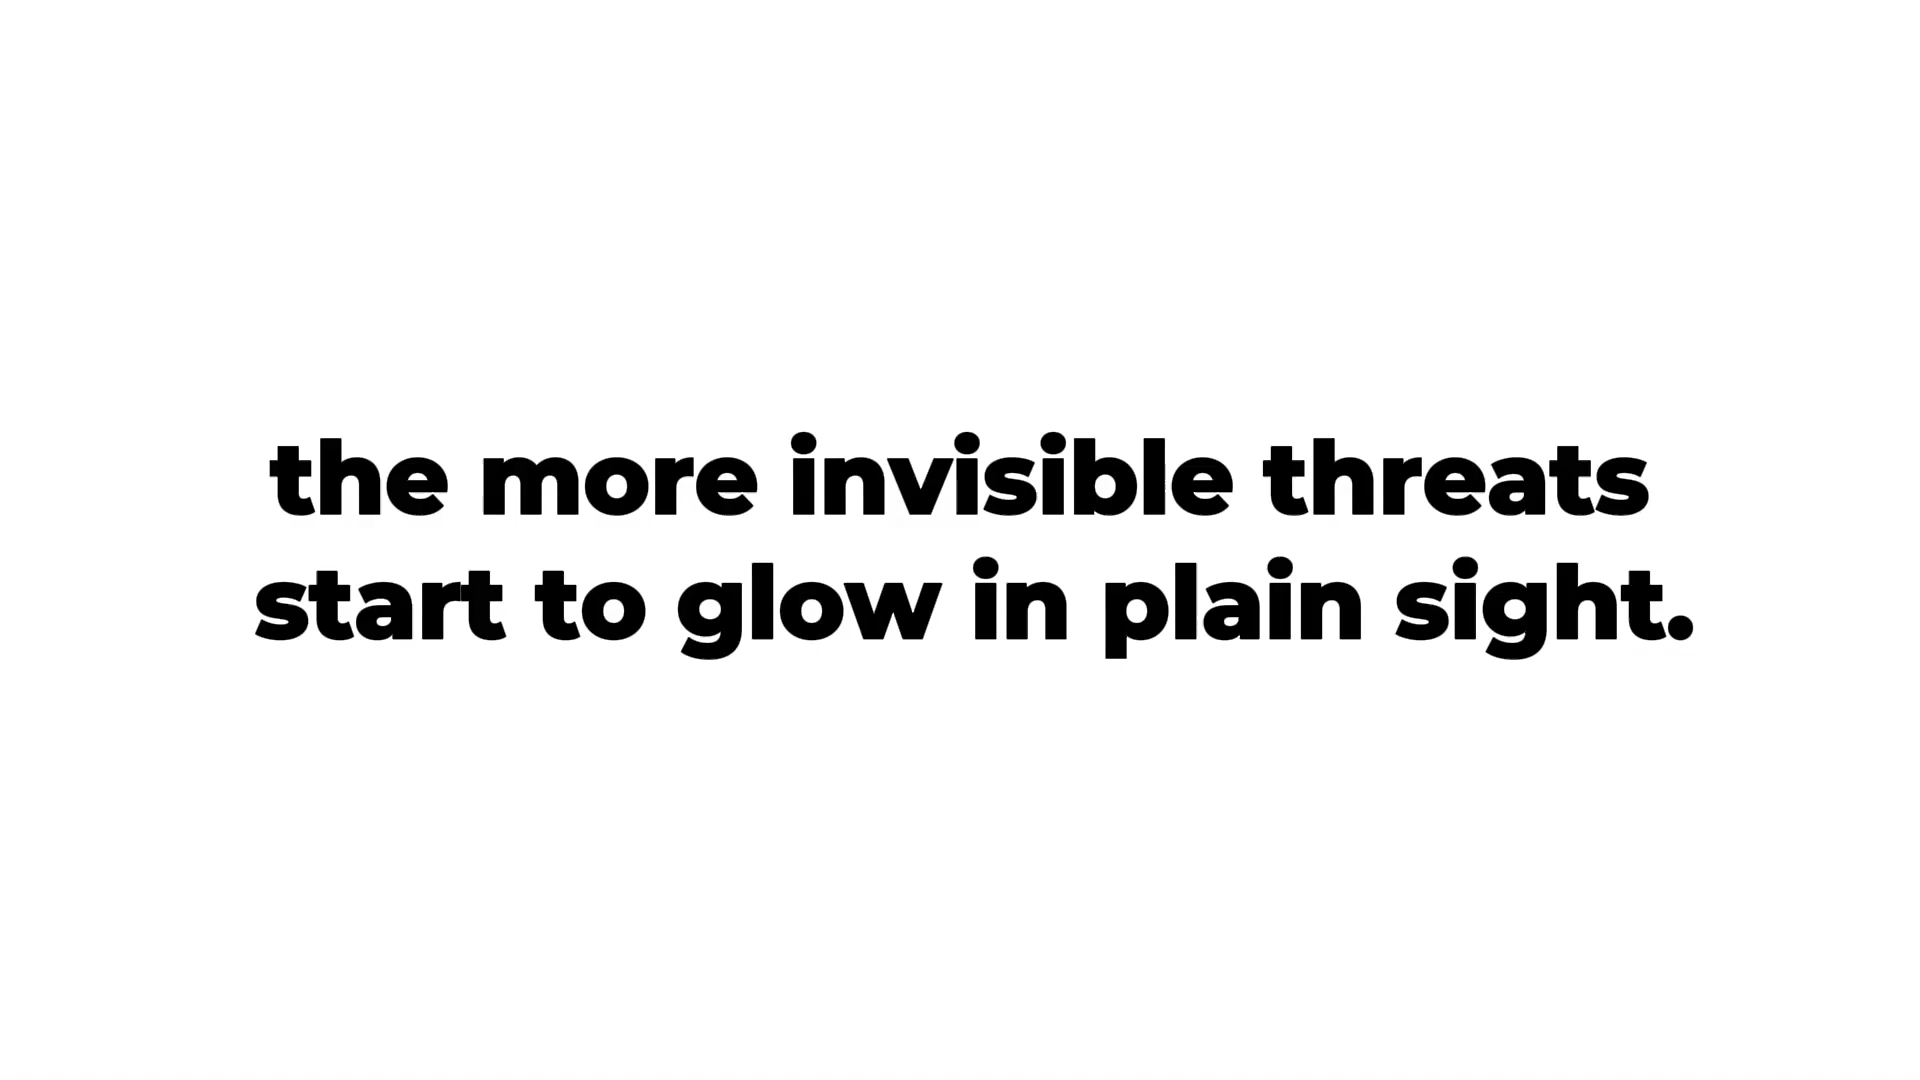 the more invisible threats
start to glow in plain sight.